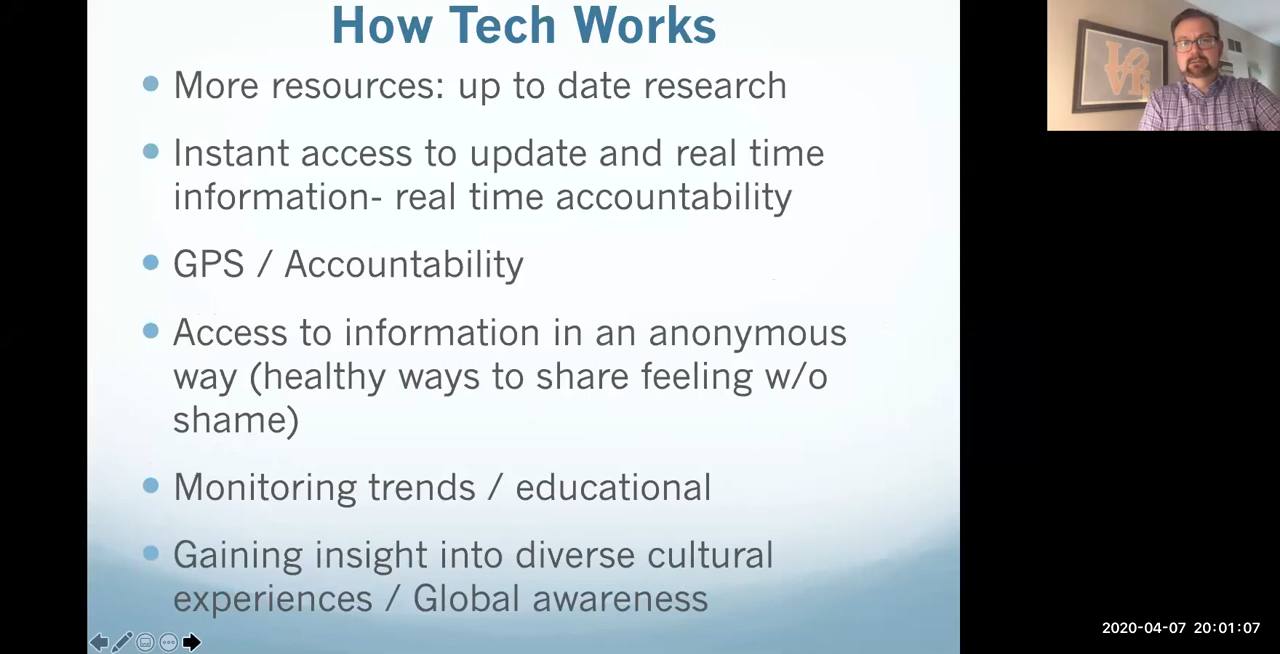 How Tech Works
More resources: up to date research
Instant access to update and real time
information- real time accountability
GPS / Accountability
Access to information in an anonymous
way (healthy ways to share feeling w/o
shame)
Monitoring trends / educational
Gaining insight into diverse cultural
experiences / Global awareness
LOVE
2020-04-07 20:01:07